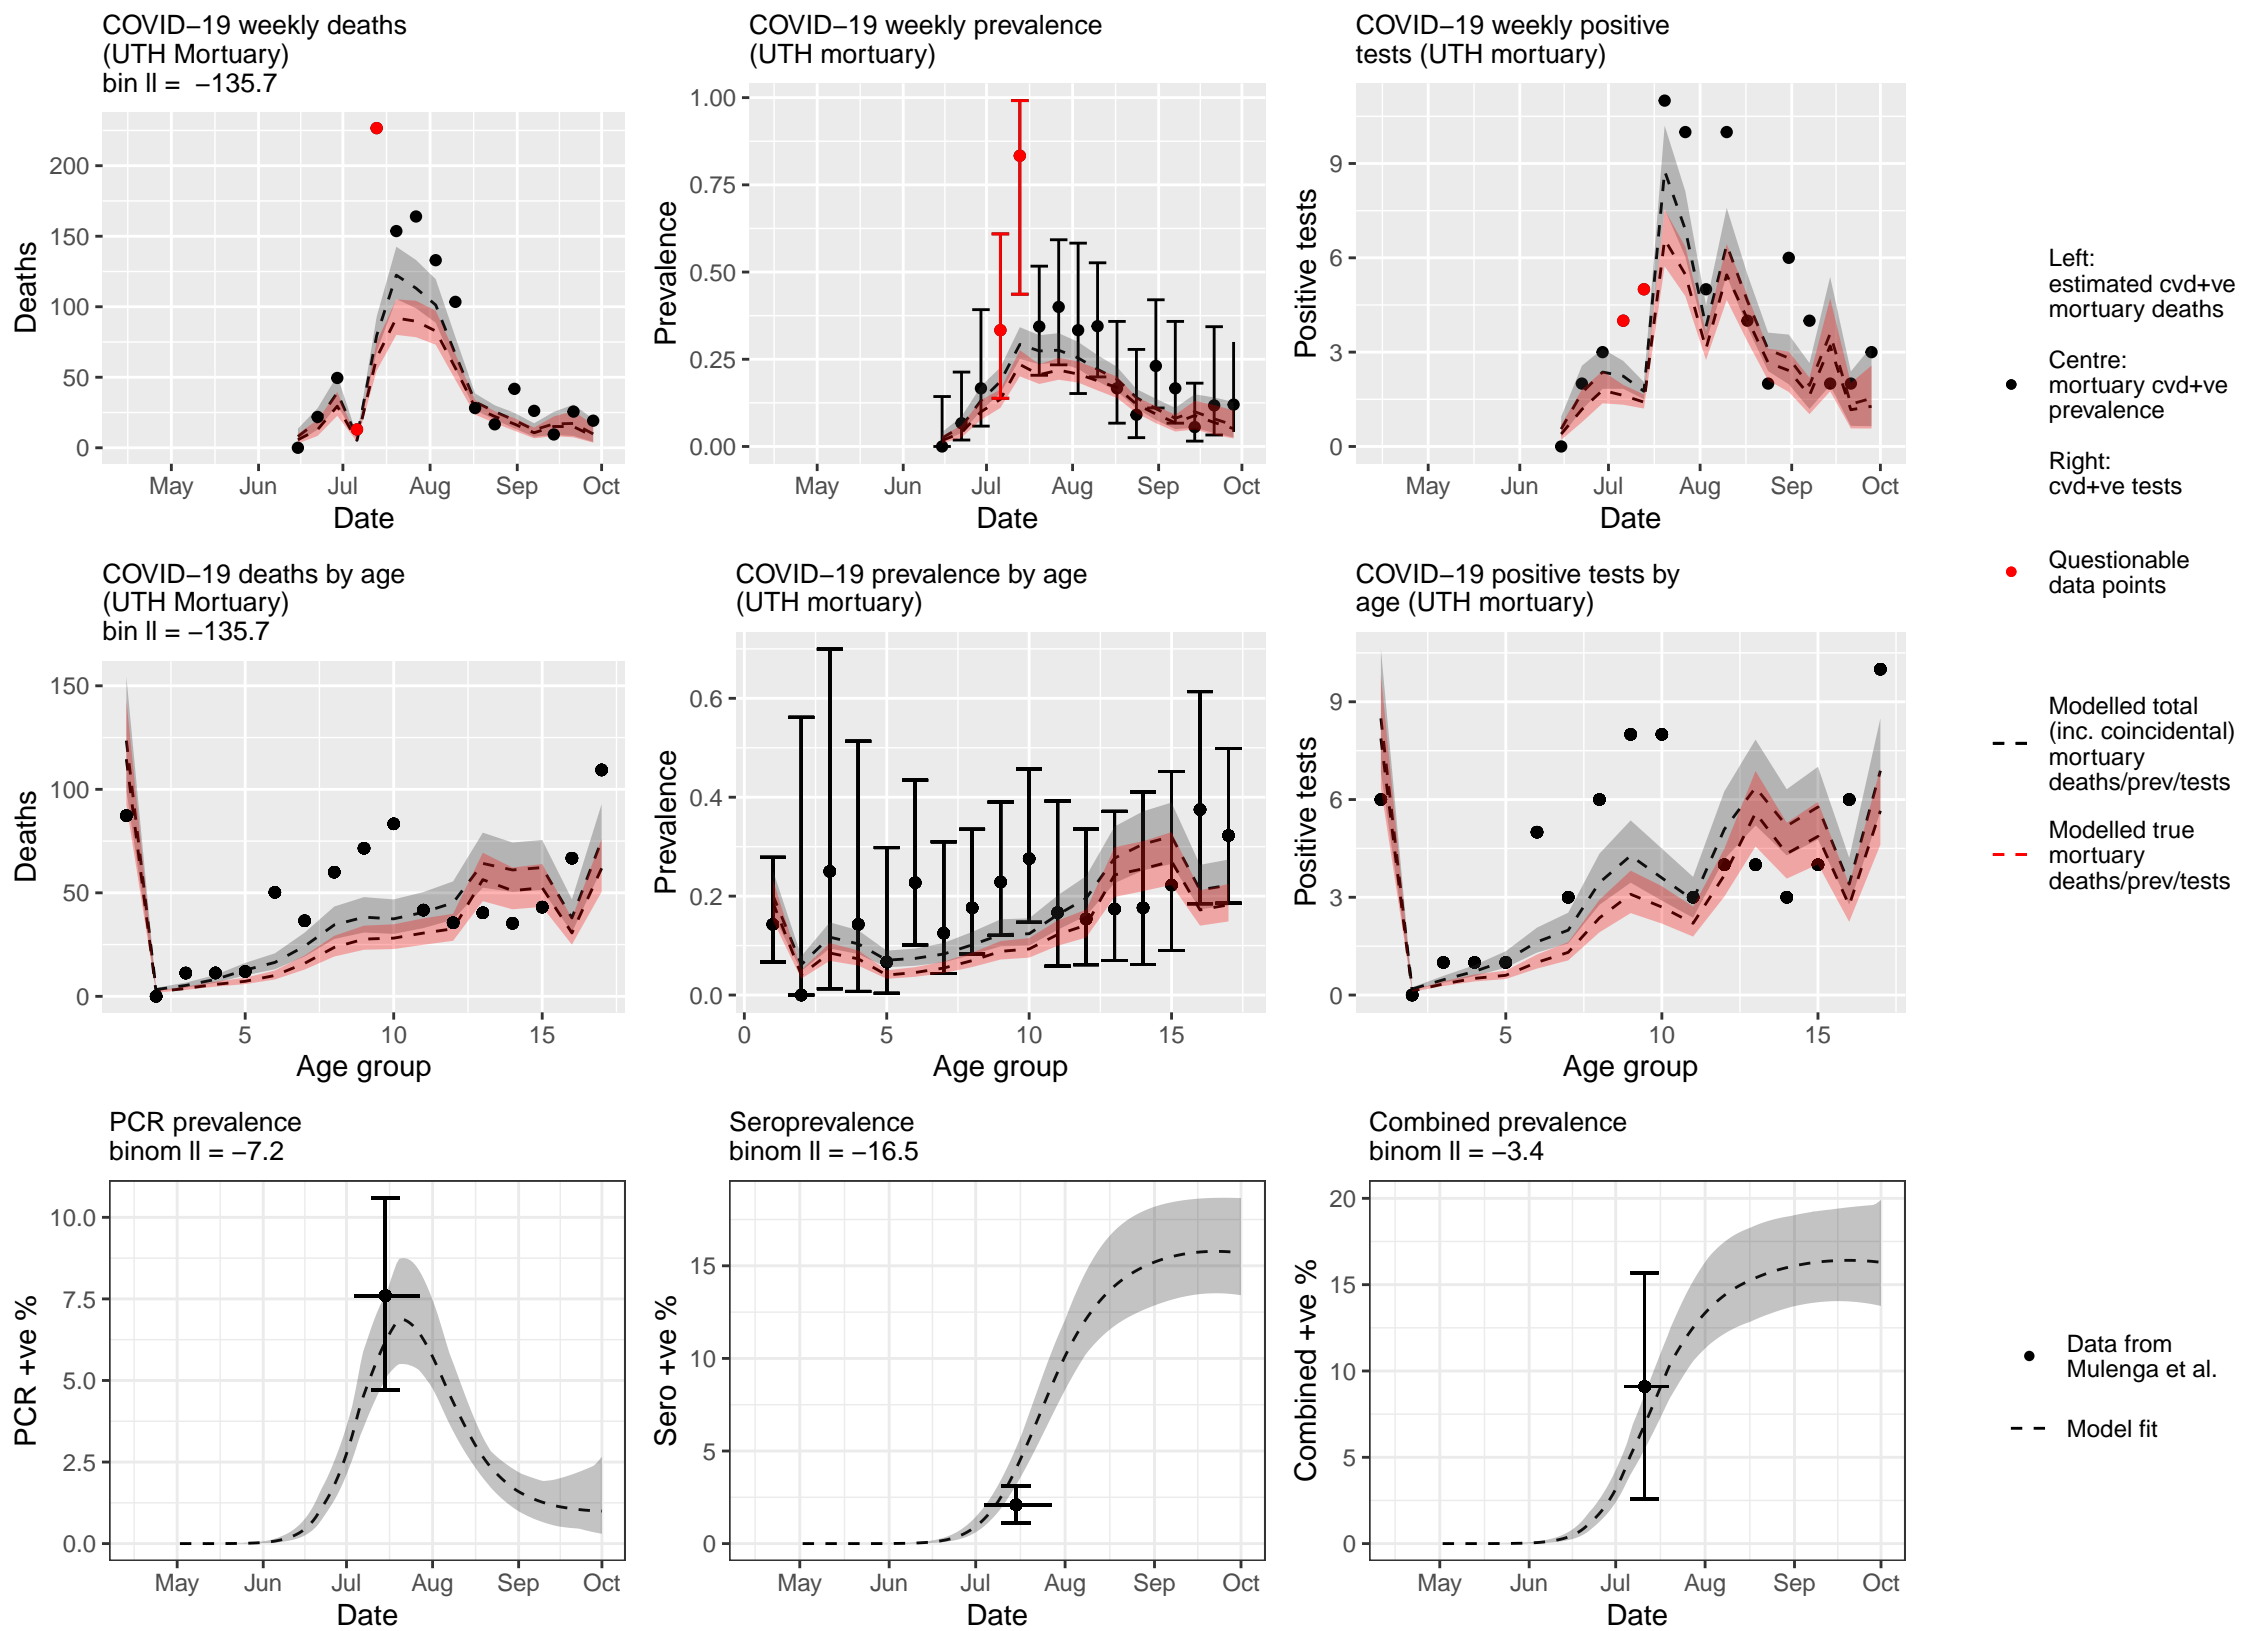 COVID−19 weekly deaths
(UTH Mortuary)
bin ll =  −135.7
200
150
100
50
0
Deaths
May Jun Jul Aug Sep Oct
Date
COVID−19 weekly prevalence
(UTH mortuary)
1.00
0.75
0.50
0.25
0.00
Prevalence
May Jun Jul Aug Sep Oct
Date
COVID−19 weekly positive
tests (UTH mortuary)
9
6
3
0
Positive tests
May Jun Jul Aug Sep Oct
Date
Left:
estimated cvd+ve
mortuary deaths
Centre:
mortuary cvd+ve
prevalence
Right:
cvd+ve tests
Questionable
data points
Modelled total
(inc. coincidental)
mortuary
deaths/prev/tests
Modelled true
mortuary
deaths/prev/tests
COVID−19 deaths by age
(UTH Mortuary)
bin ll = −135.7
150
100
50
0
Deaths
5 10 15
Age group
COVID−19 prevalence by age
(UTH mortuary)
0.6
0.4
0.2
0.0
Prevalence
0 5 10 15
Age group
COVID−19 positive tests by
age (UTH mortuary)
9
6
3
0
Positive tests
5 10 15
Age group
PCR prevalence
binom ll = −7.2
10.0
7.5
5.0
2.5
0.0
PCR +ve %
May Jun Jul Aug Sep Oct
Date
Seroprevalence
binom ll = −16.5
15
10
5
0
Sero +ve %
May Jun Jul Aug Sep Oct
Date
Combined prevalence
binom ll = −3.4
20
15
10
5
0
Combined +ve %
May Jun Jul Aug Sep Oct
Date
Data from
Mulenga et al.
Model fit